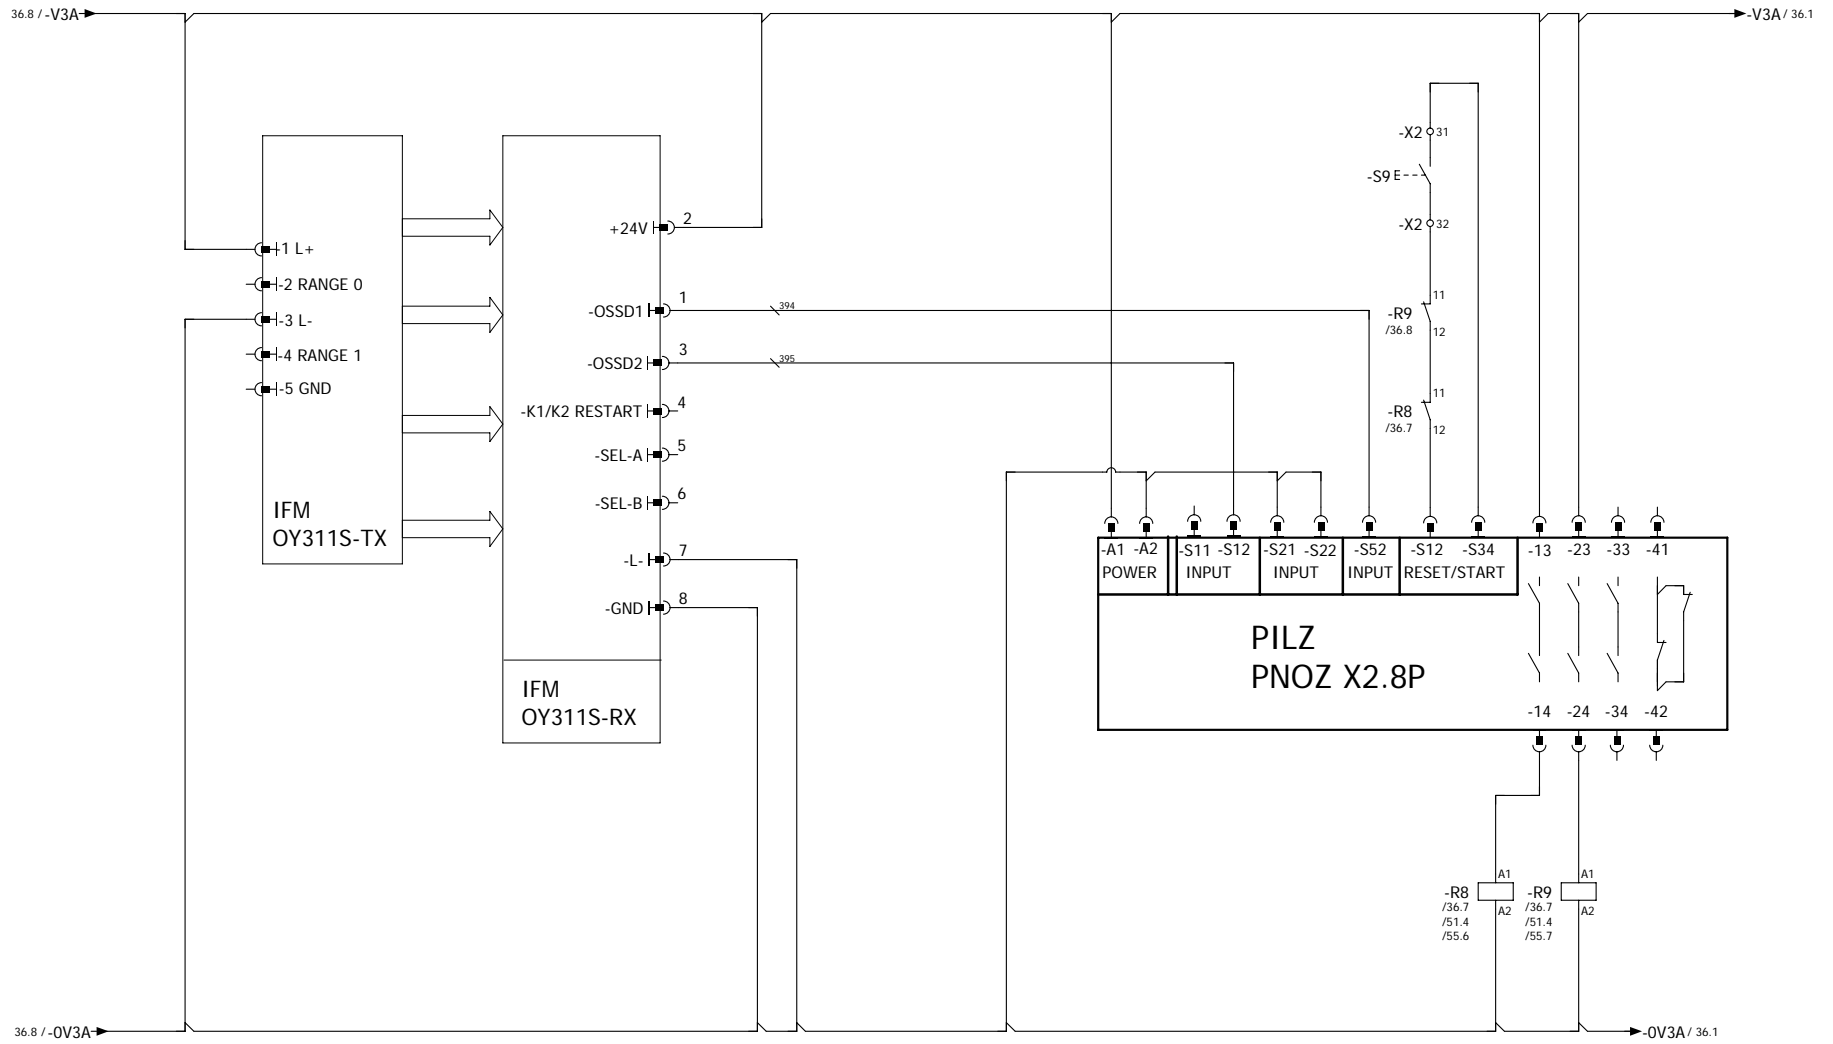 36.8 / -V3A
-V3A / 36.1
-X2 31
-S9 E
-X2 32
-R9 11
/36.8 12
-R8 11
/36.7 12
-1 L+
-2 RANGE 0
-3 L-
-4 RANGE 1
-5 GND
IFM
OY311S-TX
+24V 2
-OSSD1 1
394
-OSSD2 3
395
-K1/K2 RESTART 4
-SEL-A 5
-SEL-B 6
-L- 7
-GND 8
IFM
OY311S-RX
-A1 -A2 -S11 -S12 -S21 -S22 -S52 -S12 -S34 -13 -23 -33 -41
POWER INPUT INPUT INPUT RESET/START
PILZ
PNOZ X2.8P
-14 -24 -34 -42
-R8 A1
/36.7 A2
/51.4
/55.6
-R9 A1
/36.7 A2
/51.4
/55.7
36.8 / -0V3A
-0V3A / 36.1